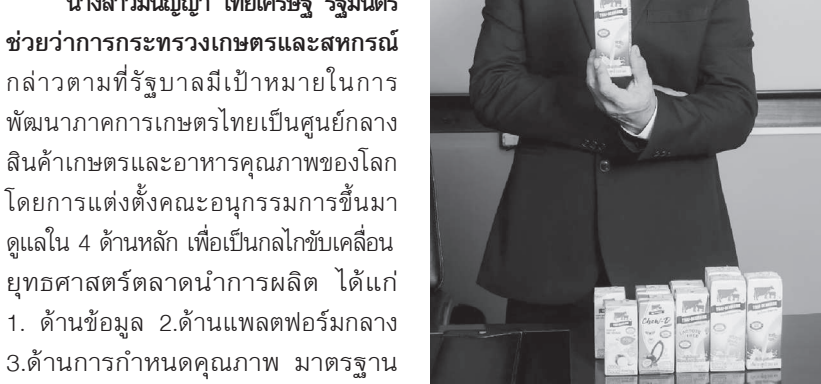 นางสาวมนัญญา ไทยเศรษฐ์ รัฐมนตรี
ช่วยว่าการกระทรวงเกษตรและสหกรณ์
กล่าวตามที่รัฐบาลมีเป้าหมายในการ
พัฒนาภาคการเกษตรไทยเป็นศูนย์กลาง
สินค้าเกษตรและอาหารคุณภาพของโลก
โดยการแต่งตั้งคณะอนุกรรมการขึ้นมา
ดูแลใน 4 ด้านหลัก เพื่อเป็นกลไกขับเคลื่อน
ยุทธศาสตร์ตลาดนำการผลิต ได้แก่
1. ด้านข้อมูล 2.ด้านแพลตฟอร์มกลาง
3.ด้านการกำหนดคุณภาพ มาตรฐาน